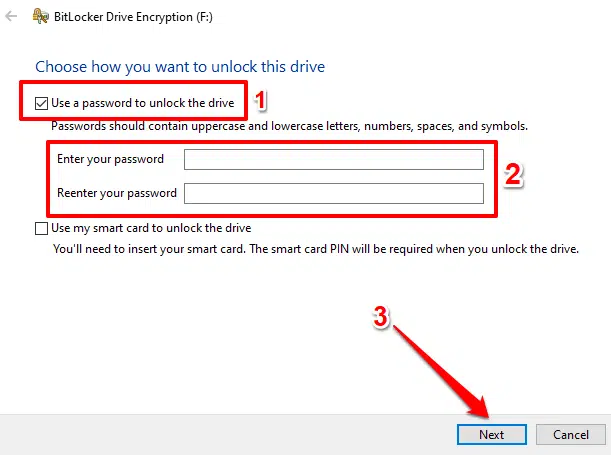 BitLocker Drive Encryption (F:)
Choose how you want to unlock this drive
Use a password to unlock the drive 1
Passwords should contain uppercase and lowercase letters, numbers, spaces, and symbols.
Enter your password
2
Reenter your password
Use my smart card to unlock the drive
You'll need to insert your smart card. The smart card PIN will be required when you unlock the drive.
3
Next Cancel